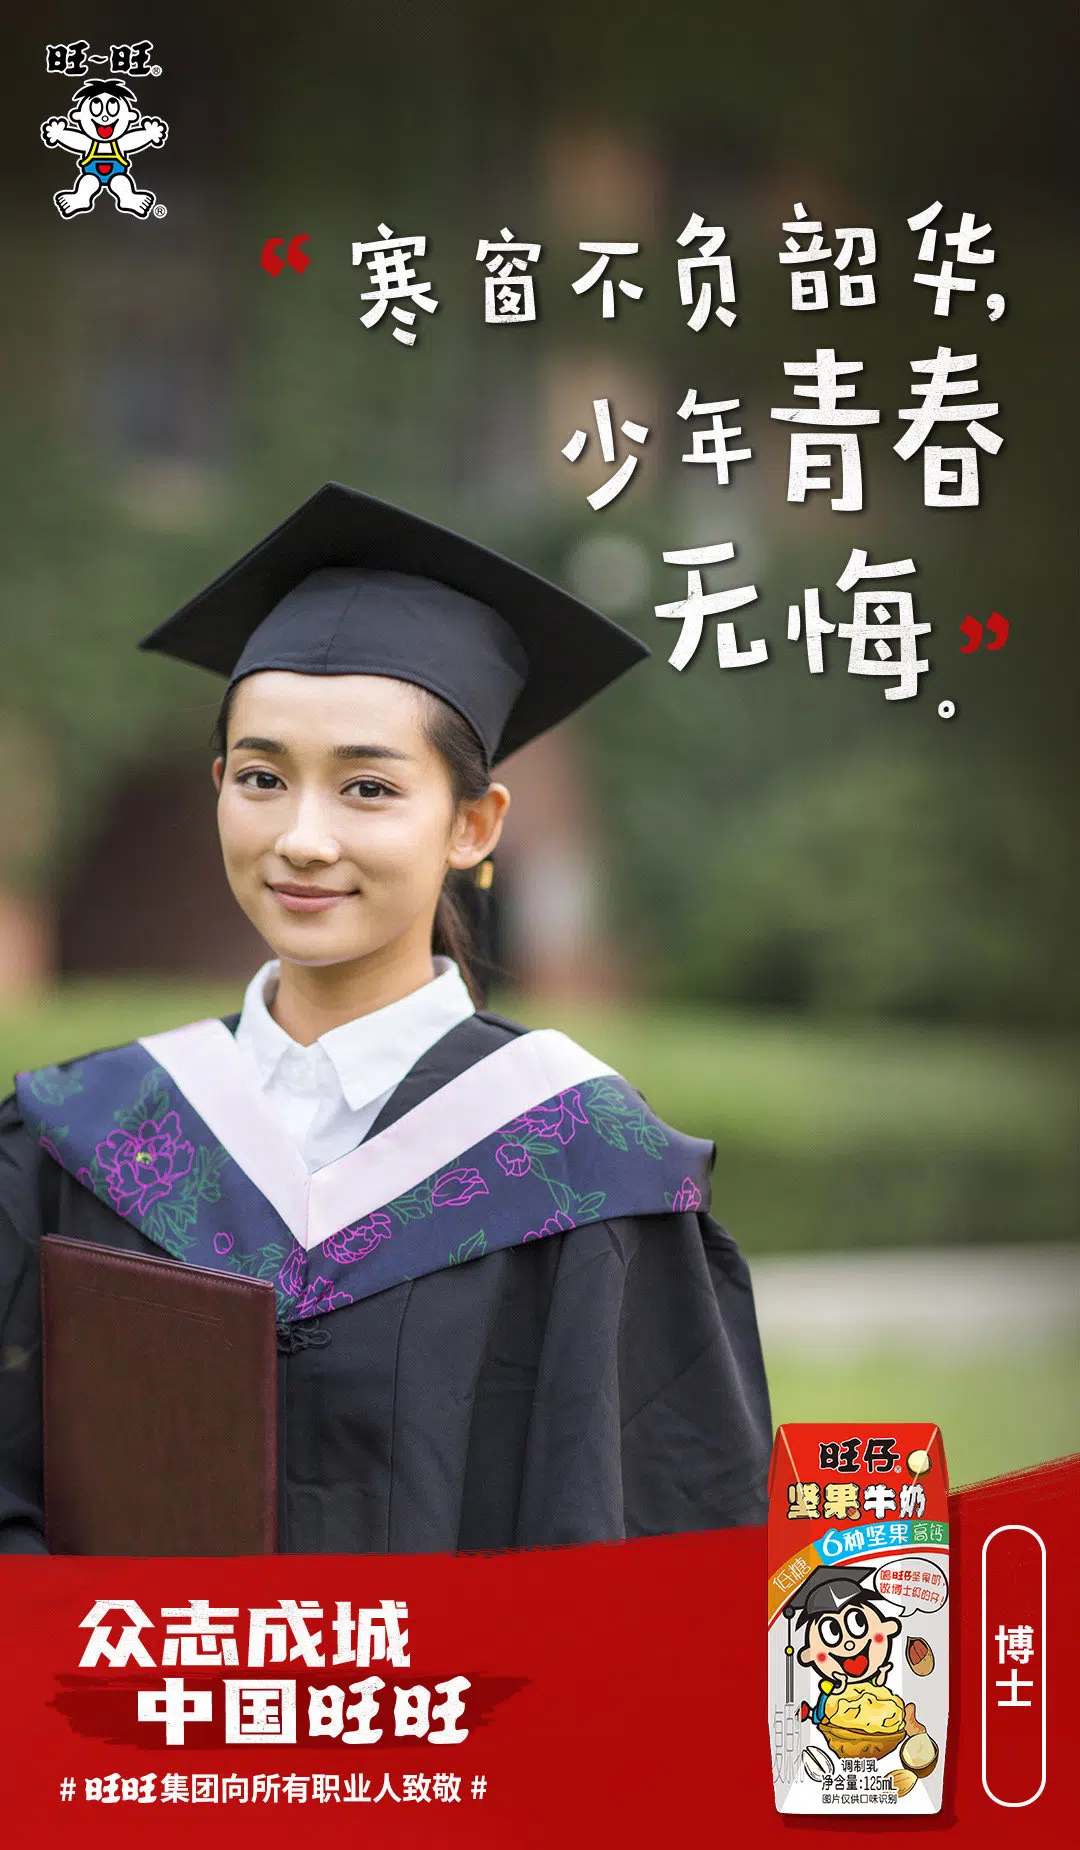 旺~旺®
®
“寒窗不负韶华,
少年青春
无悔。”
旺仔®
坚果牛奶
6种坚果 高钙
低糖
喝旺仔坚果奶,
做博士级的仔!
复原乳
调制乳
净含量:125mL
图片仅供口味识别
博士
众志成城
中国旺旺
# 旺旺集团向所有职业人致敬 #